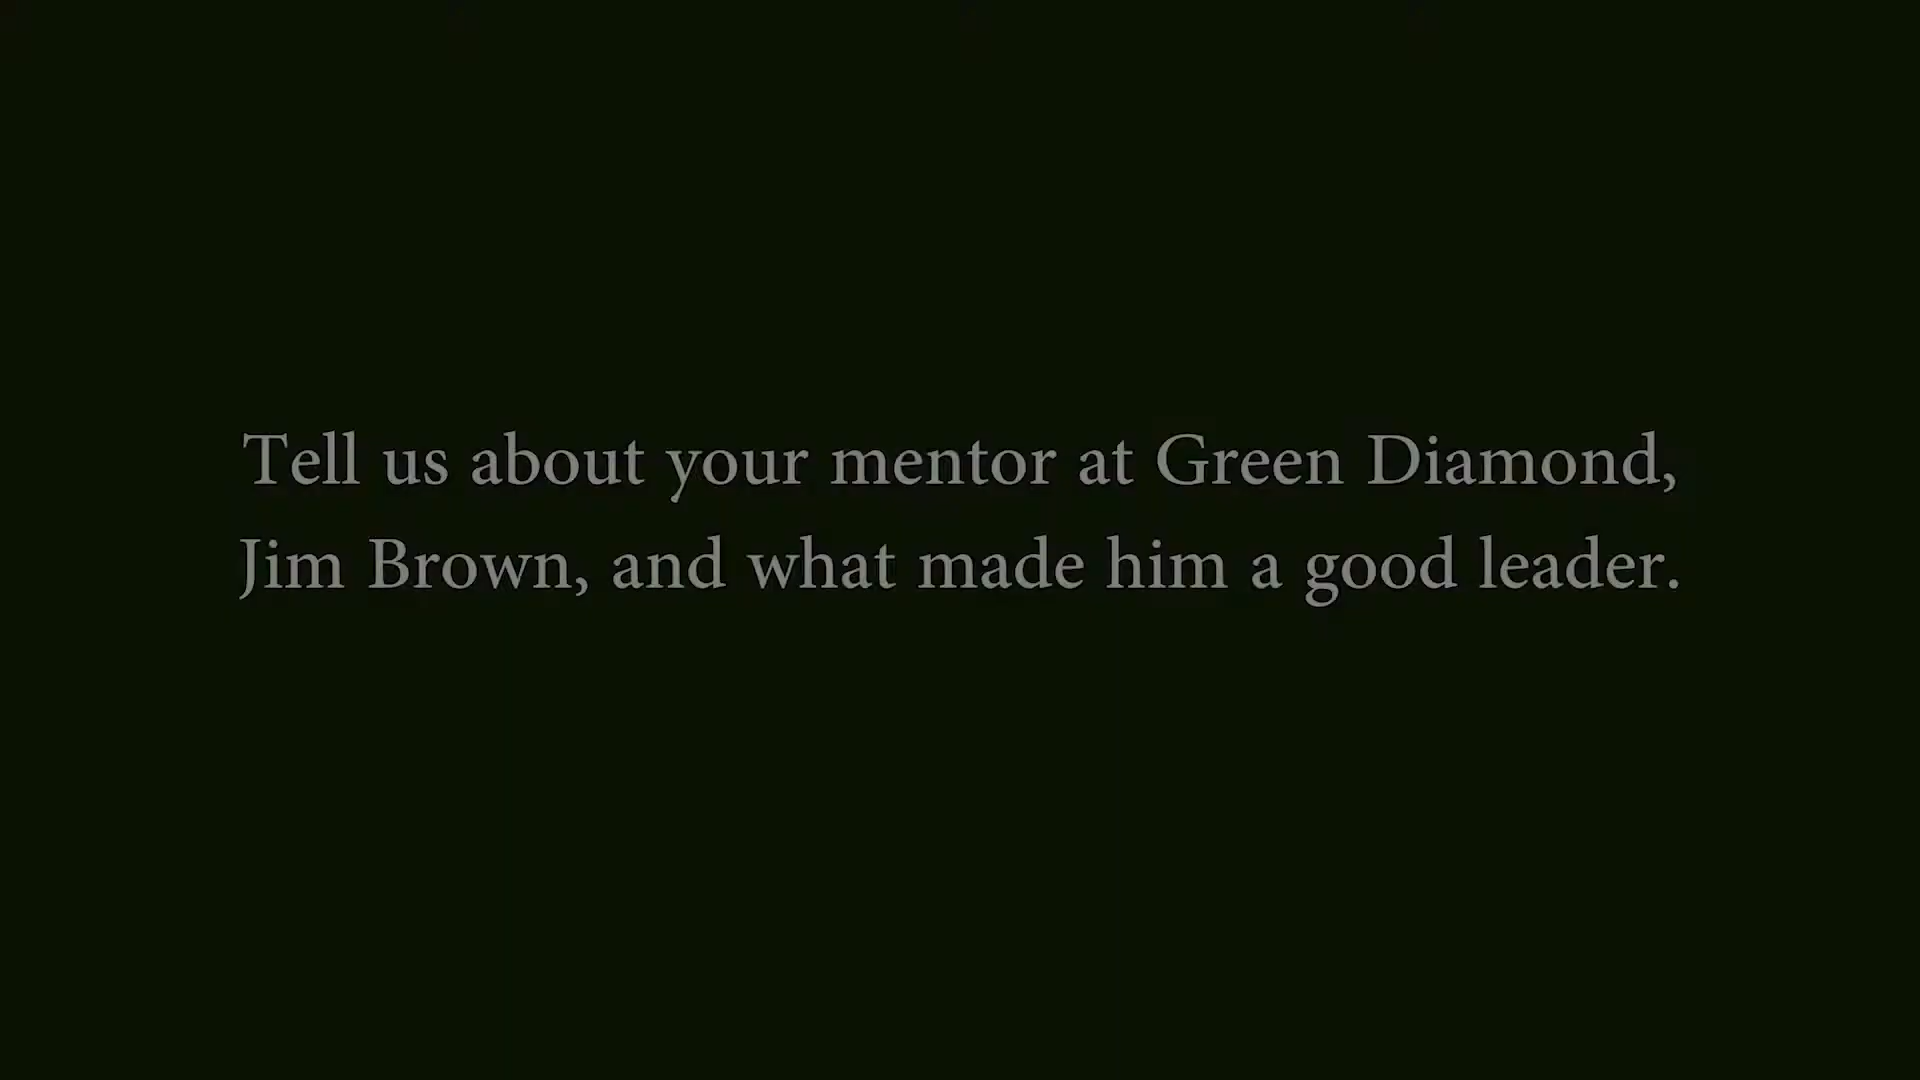 Tell us about your mentor at Green Diamond,
Jim Brown, and what made him a good leader.